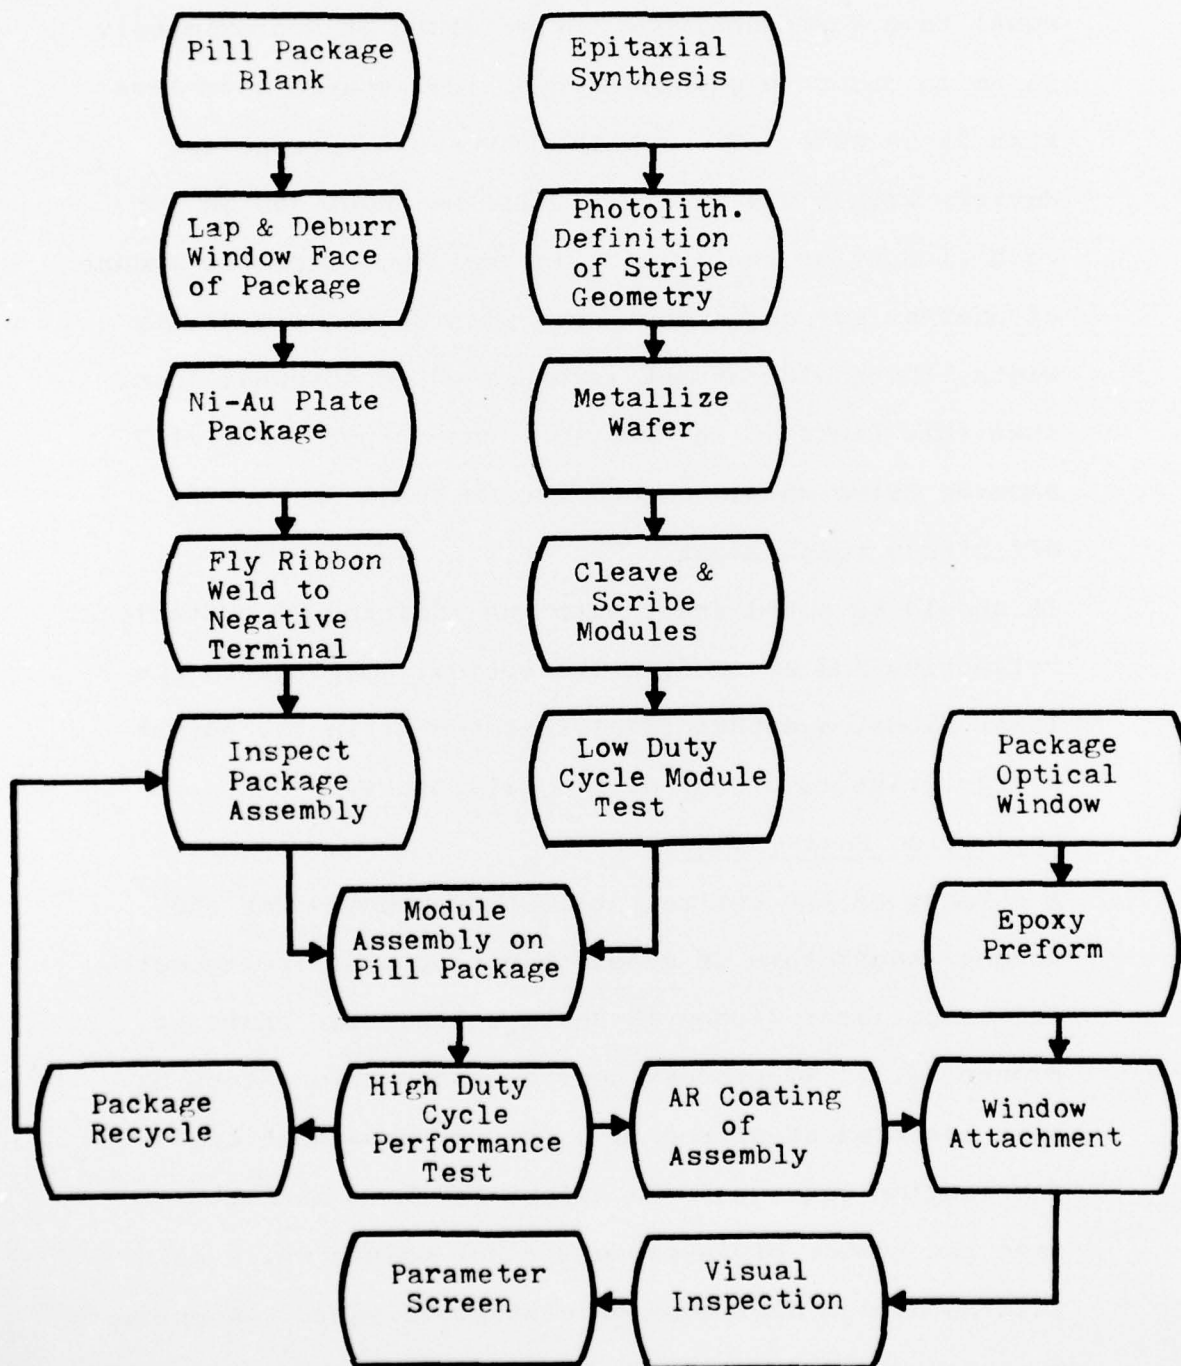 Pill Package
Blank
Lap & Deburr
Window Face
of Package
Ni-Au Plate
Package
Fly Ribbon
Weld to
Negative
Terminal
Inspect
Package
Assembly
Epitaxial
Synthesis
Photolith.
Definition
of Stripe
Geometry
Metallize
Wafer
Cleave &
Scribe
Modules
Low Duty
Cycle Module
Test
Package
Optical
Window
Epoxy
Preform
Module
Assembly on
Pill Package
Package
Recycle
High Duty
Cycle
Performance
Test
AR Coating
of
Assembly
Window
Attachment
Parameter
Screen
Visual
Inspection